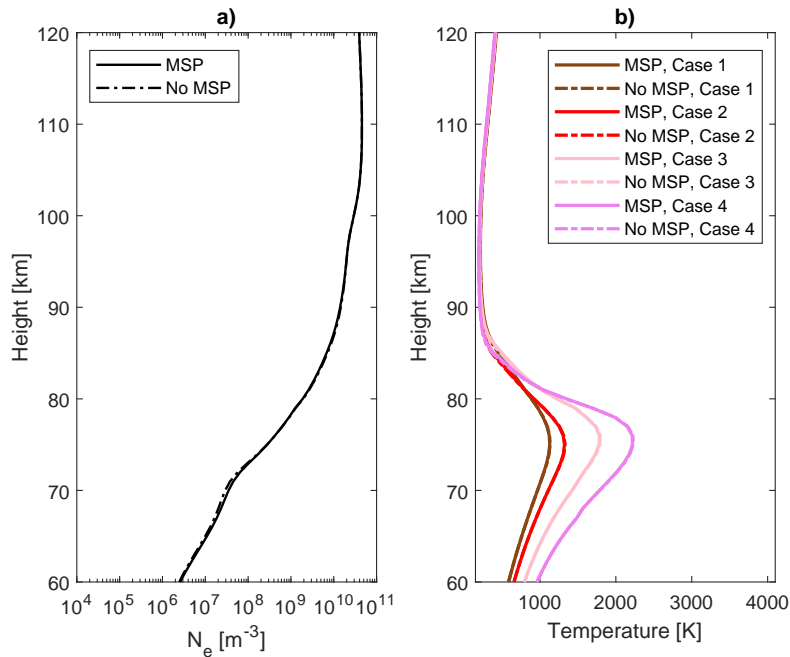 a)
120
110
100
90
80
70
60
Height [km]
MSP
No MSP
10^4 10^5 10^6 10^7 10^8 10^9 10^10 10^11
N_e [m^-3]
b)
120
110
100
90
80
70
60
Height [km]
MSP, Case 1
No MSP, Case 1
MSP, Case 2
No MSP, Case 2
MSP, Case 3
No MSP, Case 3
MSP, Case 4
No MSP, Case 4
1000 2000 3000 4000
Temperature [K]